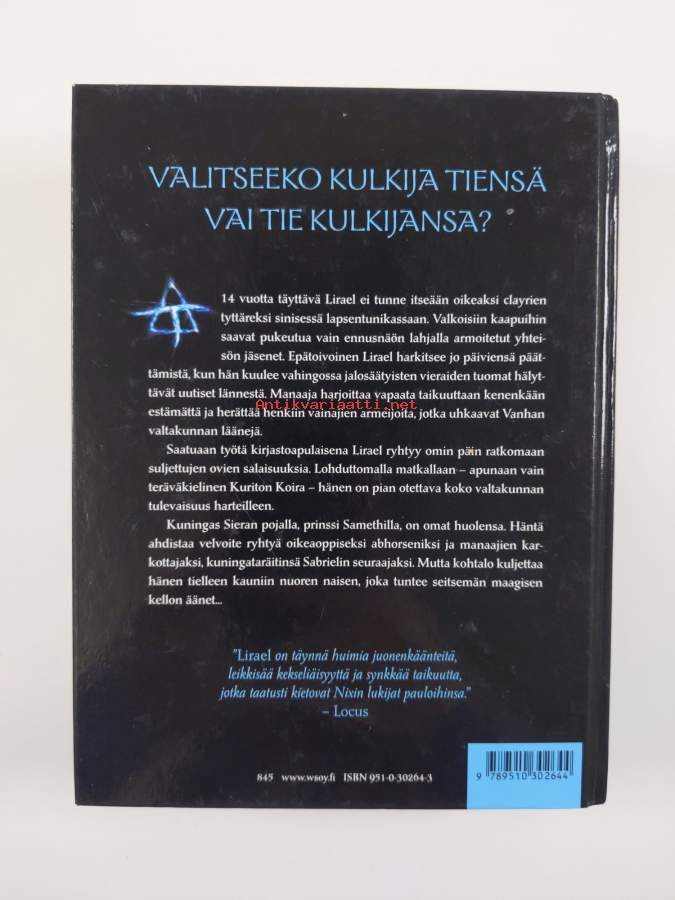 VALITSEEKO KULKIJA TIENSÄ
VAI TIE KULKIJANSA?
14 vuotta täyttävä Lirael ei tunne itseään oikeaksi clayrien
tyttäreksi sinisessä lapsentunikassaan. Valkoisiin kaapuihin
saavat pukeutua vain ennusnäön lahjalla armoitetut yhtei-
sön jäsenet. Epätoivoinen Lirael harkitsee jo päiviensä päät-
tämistä, kun hän kuulee vahingossa jalosäätyisten vieraiden tuomat hälyt-
tävät uutiset lännestä. Manaaja harjoittaa vapaata taikuuttaan kenenkään
estämättä ja herättää henkiin vainajien armeijoita, jotka uhkaavat Vanhan
valtakunnan läänejä.
Antikvariaatti.net
Saatuaan työtä kirjastoapulaisena Lirael ryhtyy omin päin ratkomaan
suljettujen ovien salaisuuksia. Lohduttomalla matkallaan – apunaan vain
teräväkielinen Kuriton Koira – hänen on pian otettava koko valtakunnan
tulevaisuus harteilleen.
Kuningas Sieran pojalla, prinssi Samethilla, on omat huolensa. Häntä
ahdistaa velvoite ryhtyä oikeaoppiseksi abhorseniksi ja manaajien kar-
kottajaksi, kuningataräitinsä Sabrielin seuraajaksi. Mutta kohtalo kuljettaa
hänen tielleen kauniin nuoren naisen, joka tuntee seitsemän maagisen
kellon äänet...
"Lirael on täynnä huimia juonenkäänteitä,
leikkisää kekseliäisyyttä ja synkkää taikuutta,
jotka taatusti kietovat Nixin lukijat pauloihinsa."
– Locus
845 www.wsoy.fi ISBN 951-0-30264-3
9 789510 302644